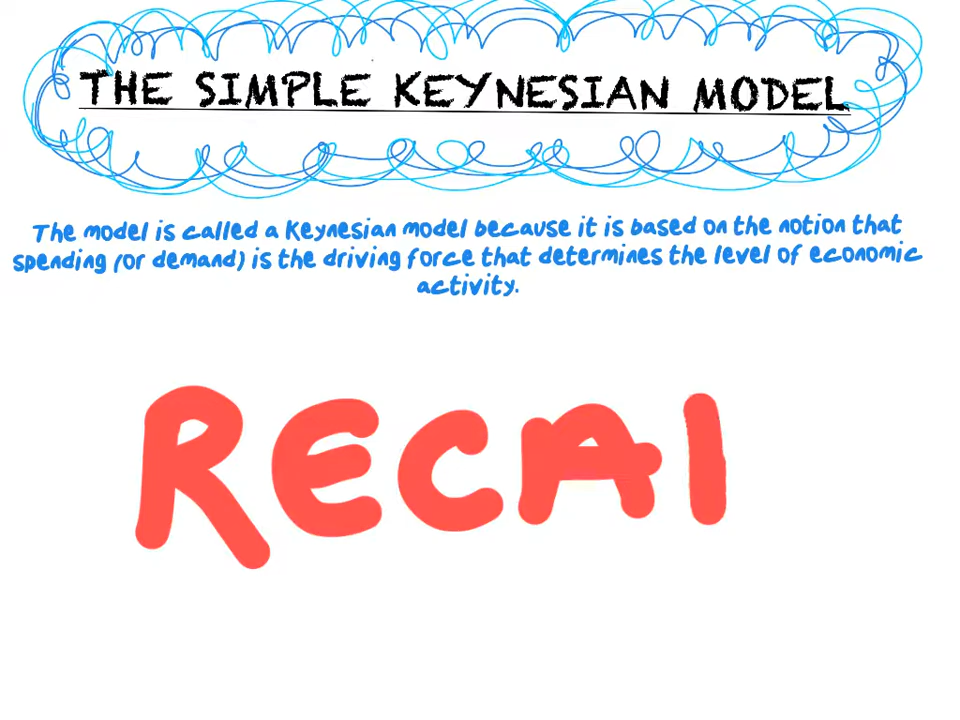 THE SIMPLE KEYNESIAN MODEL
The model is called a Keynesian model because it is based on the notion that
spending (or demand) is the driving force that determines the level of economic
activity.
RECAI